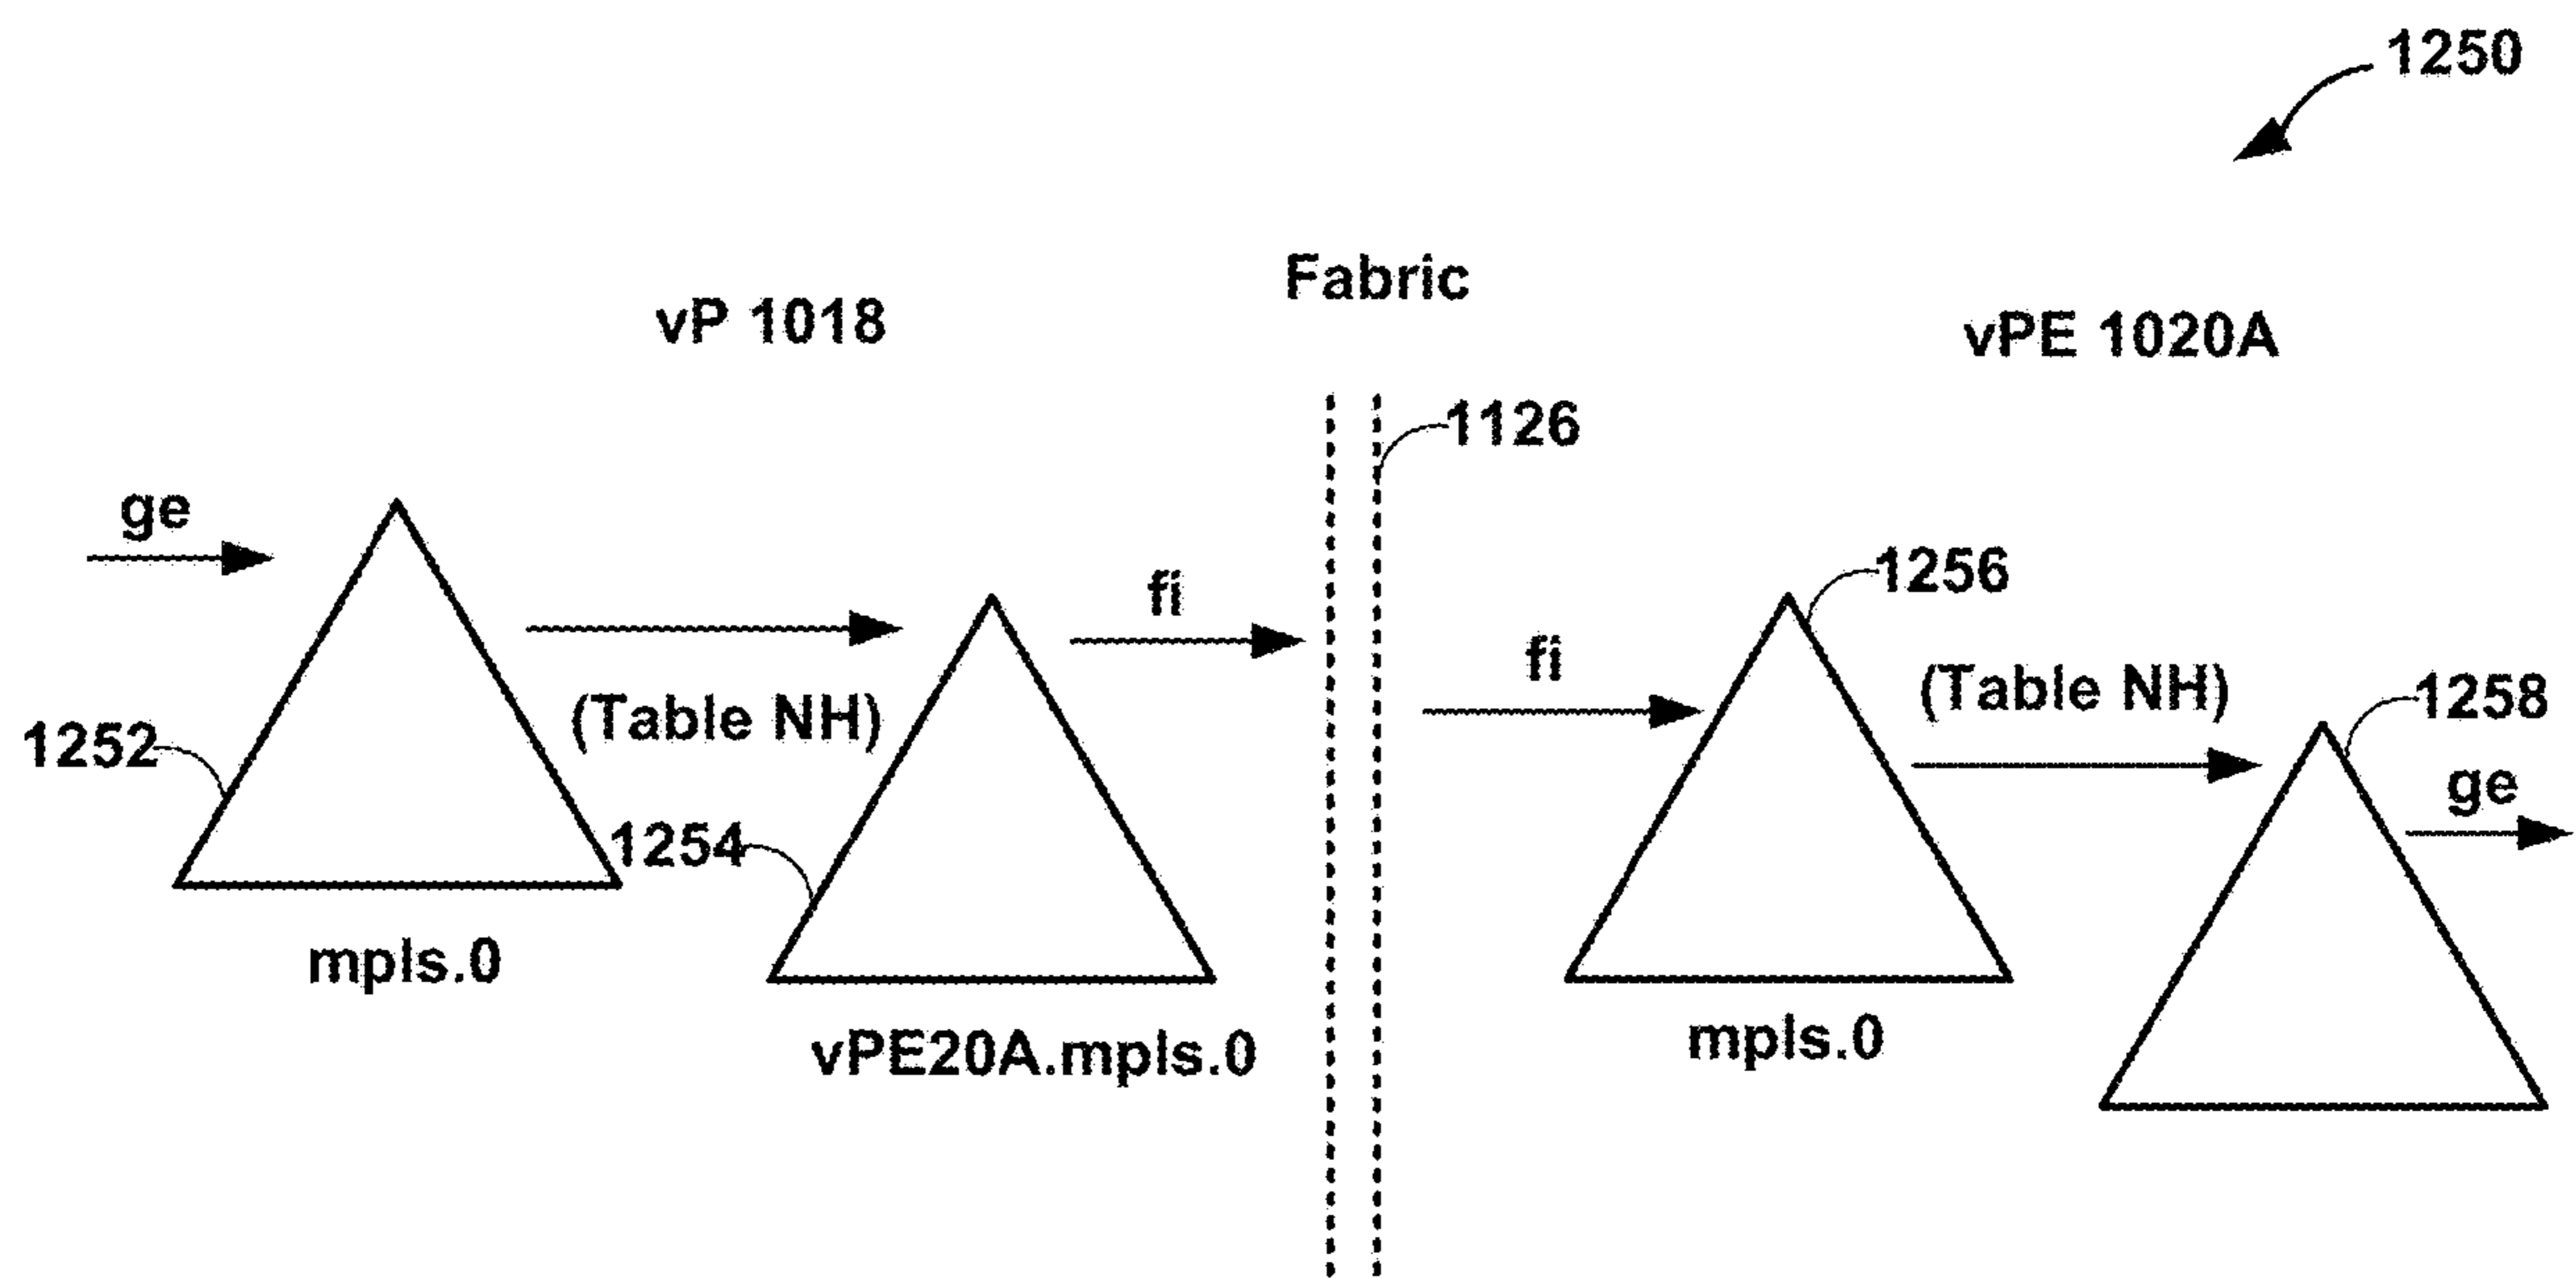 1250
Fabric
vP 1018
vPE 1020A
1126
ge
1256
fi
fi
(Table NH)
1258
(Table NH)
1252
ge
1254
mpls.0
mpls.0
vPE20A.mpls.0